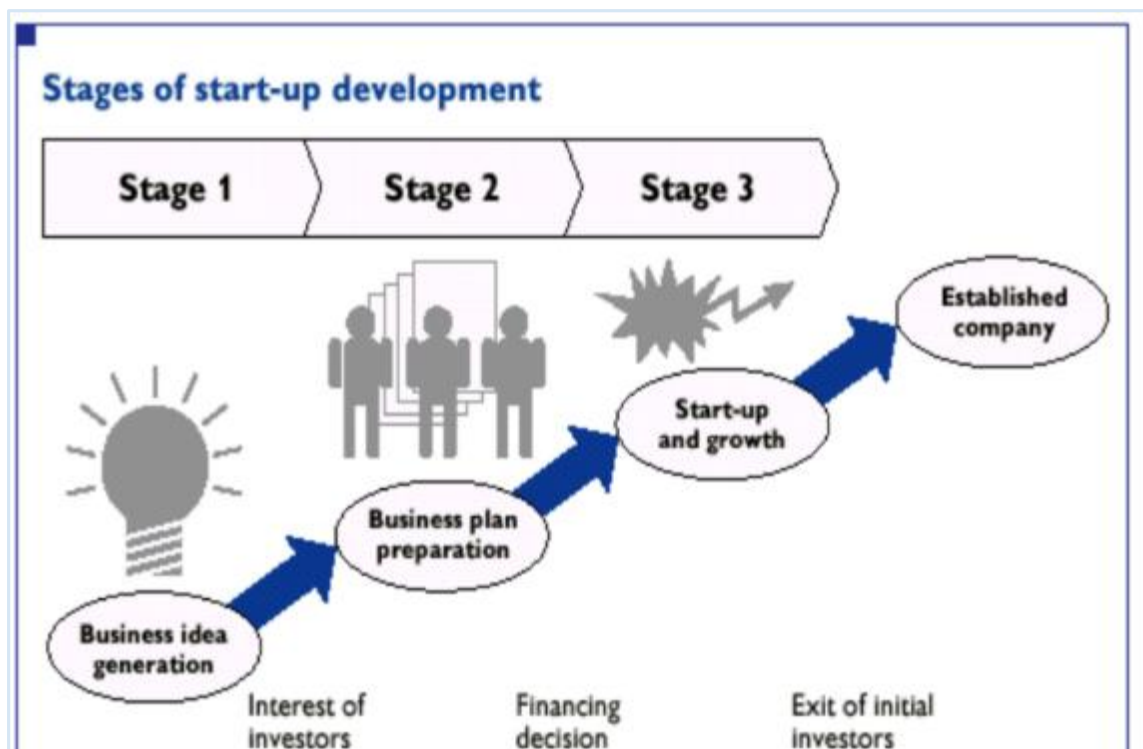 Stages of start-up development
Stage 1
Stage 2
Stage 3
Established
company
Start-up
and growth
Business plan
preparation
Business idea
generation
Interest of
investors
Financing
decision
Exit of initial
investors